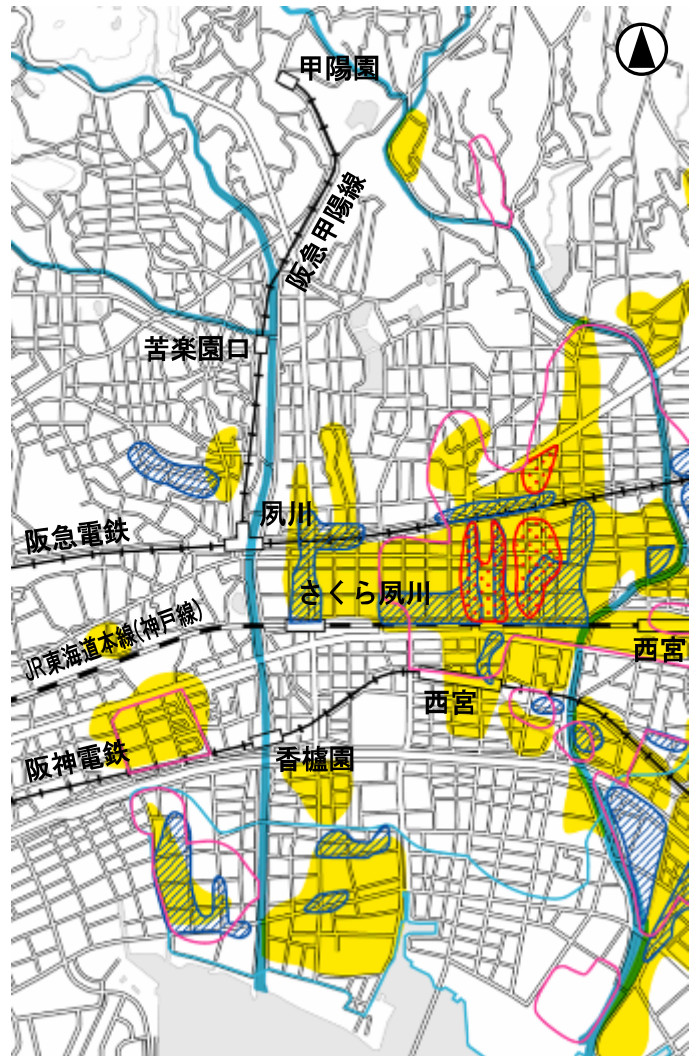 甲陽園
阪急甲陽線
苦楽園口
夙川
阪急電鉄
さくら夙川
JR東海道本線(神戸線)
西宮
西宮
阪神電鉄
香櫨園